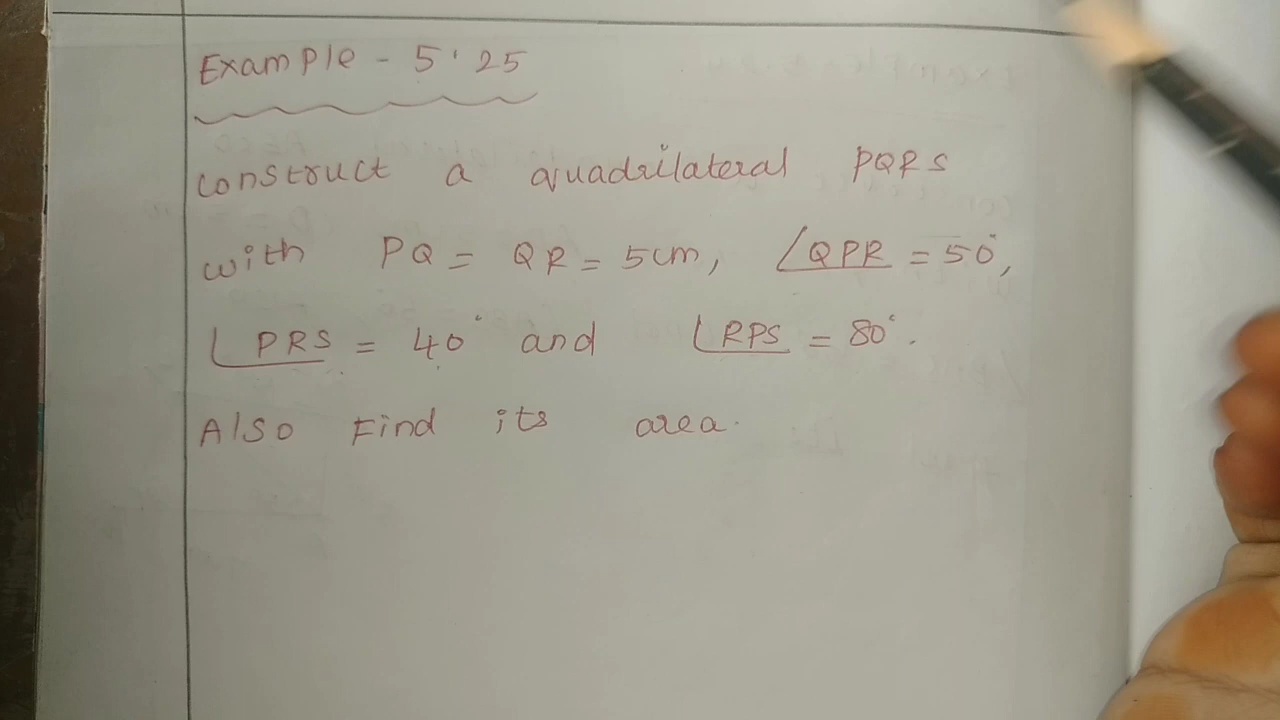 Example - 5.25
construct a quadrilateral PQRS
with PQ = QR = 5cm, ∠QPR = 50°,
∠PRS = 40° and ∠RPS = 80°.
Also Find its area.